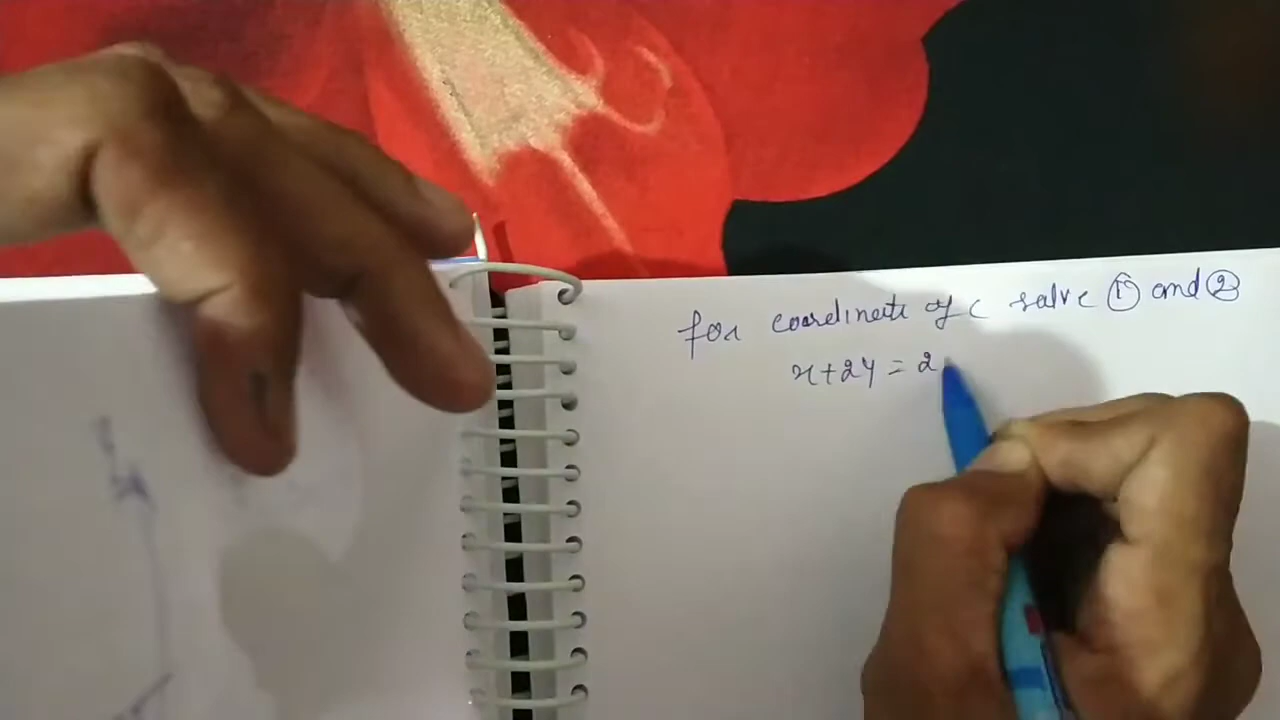 for coordinate of C solve ① and ②
x+2y = 2